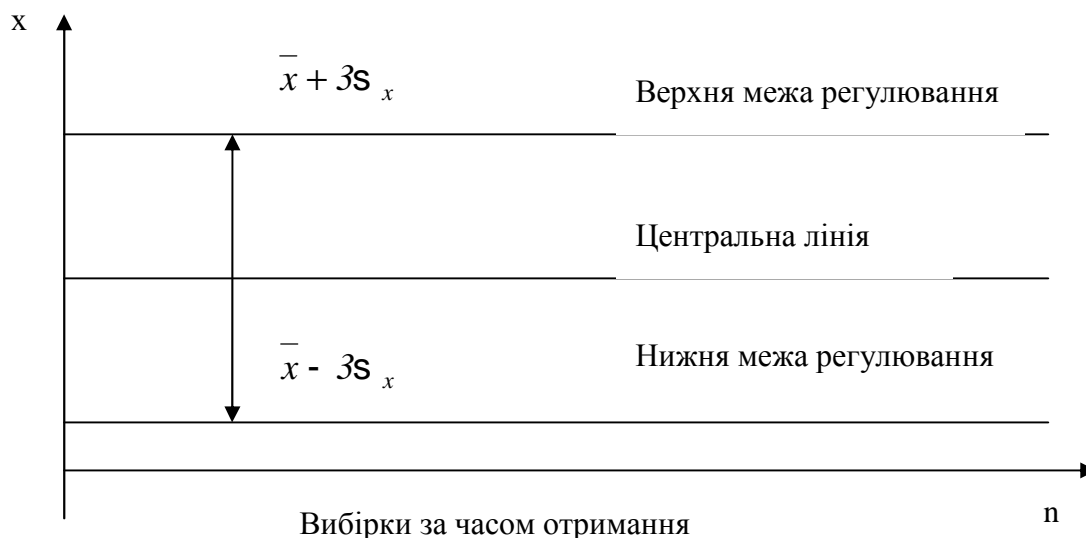 x
x̅ + 3s x
Верхня межа регулювання
Центральна лінія
Нижня межа регулювання
x̅ - 3s x
n
Вибірки за часом отримання